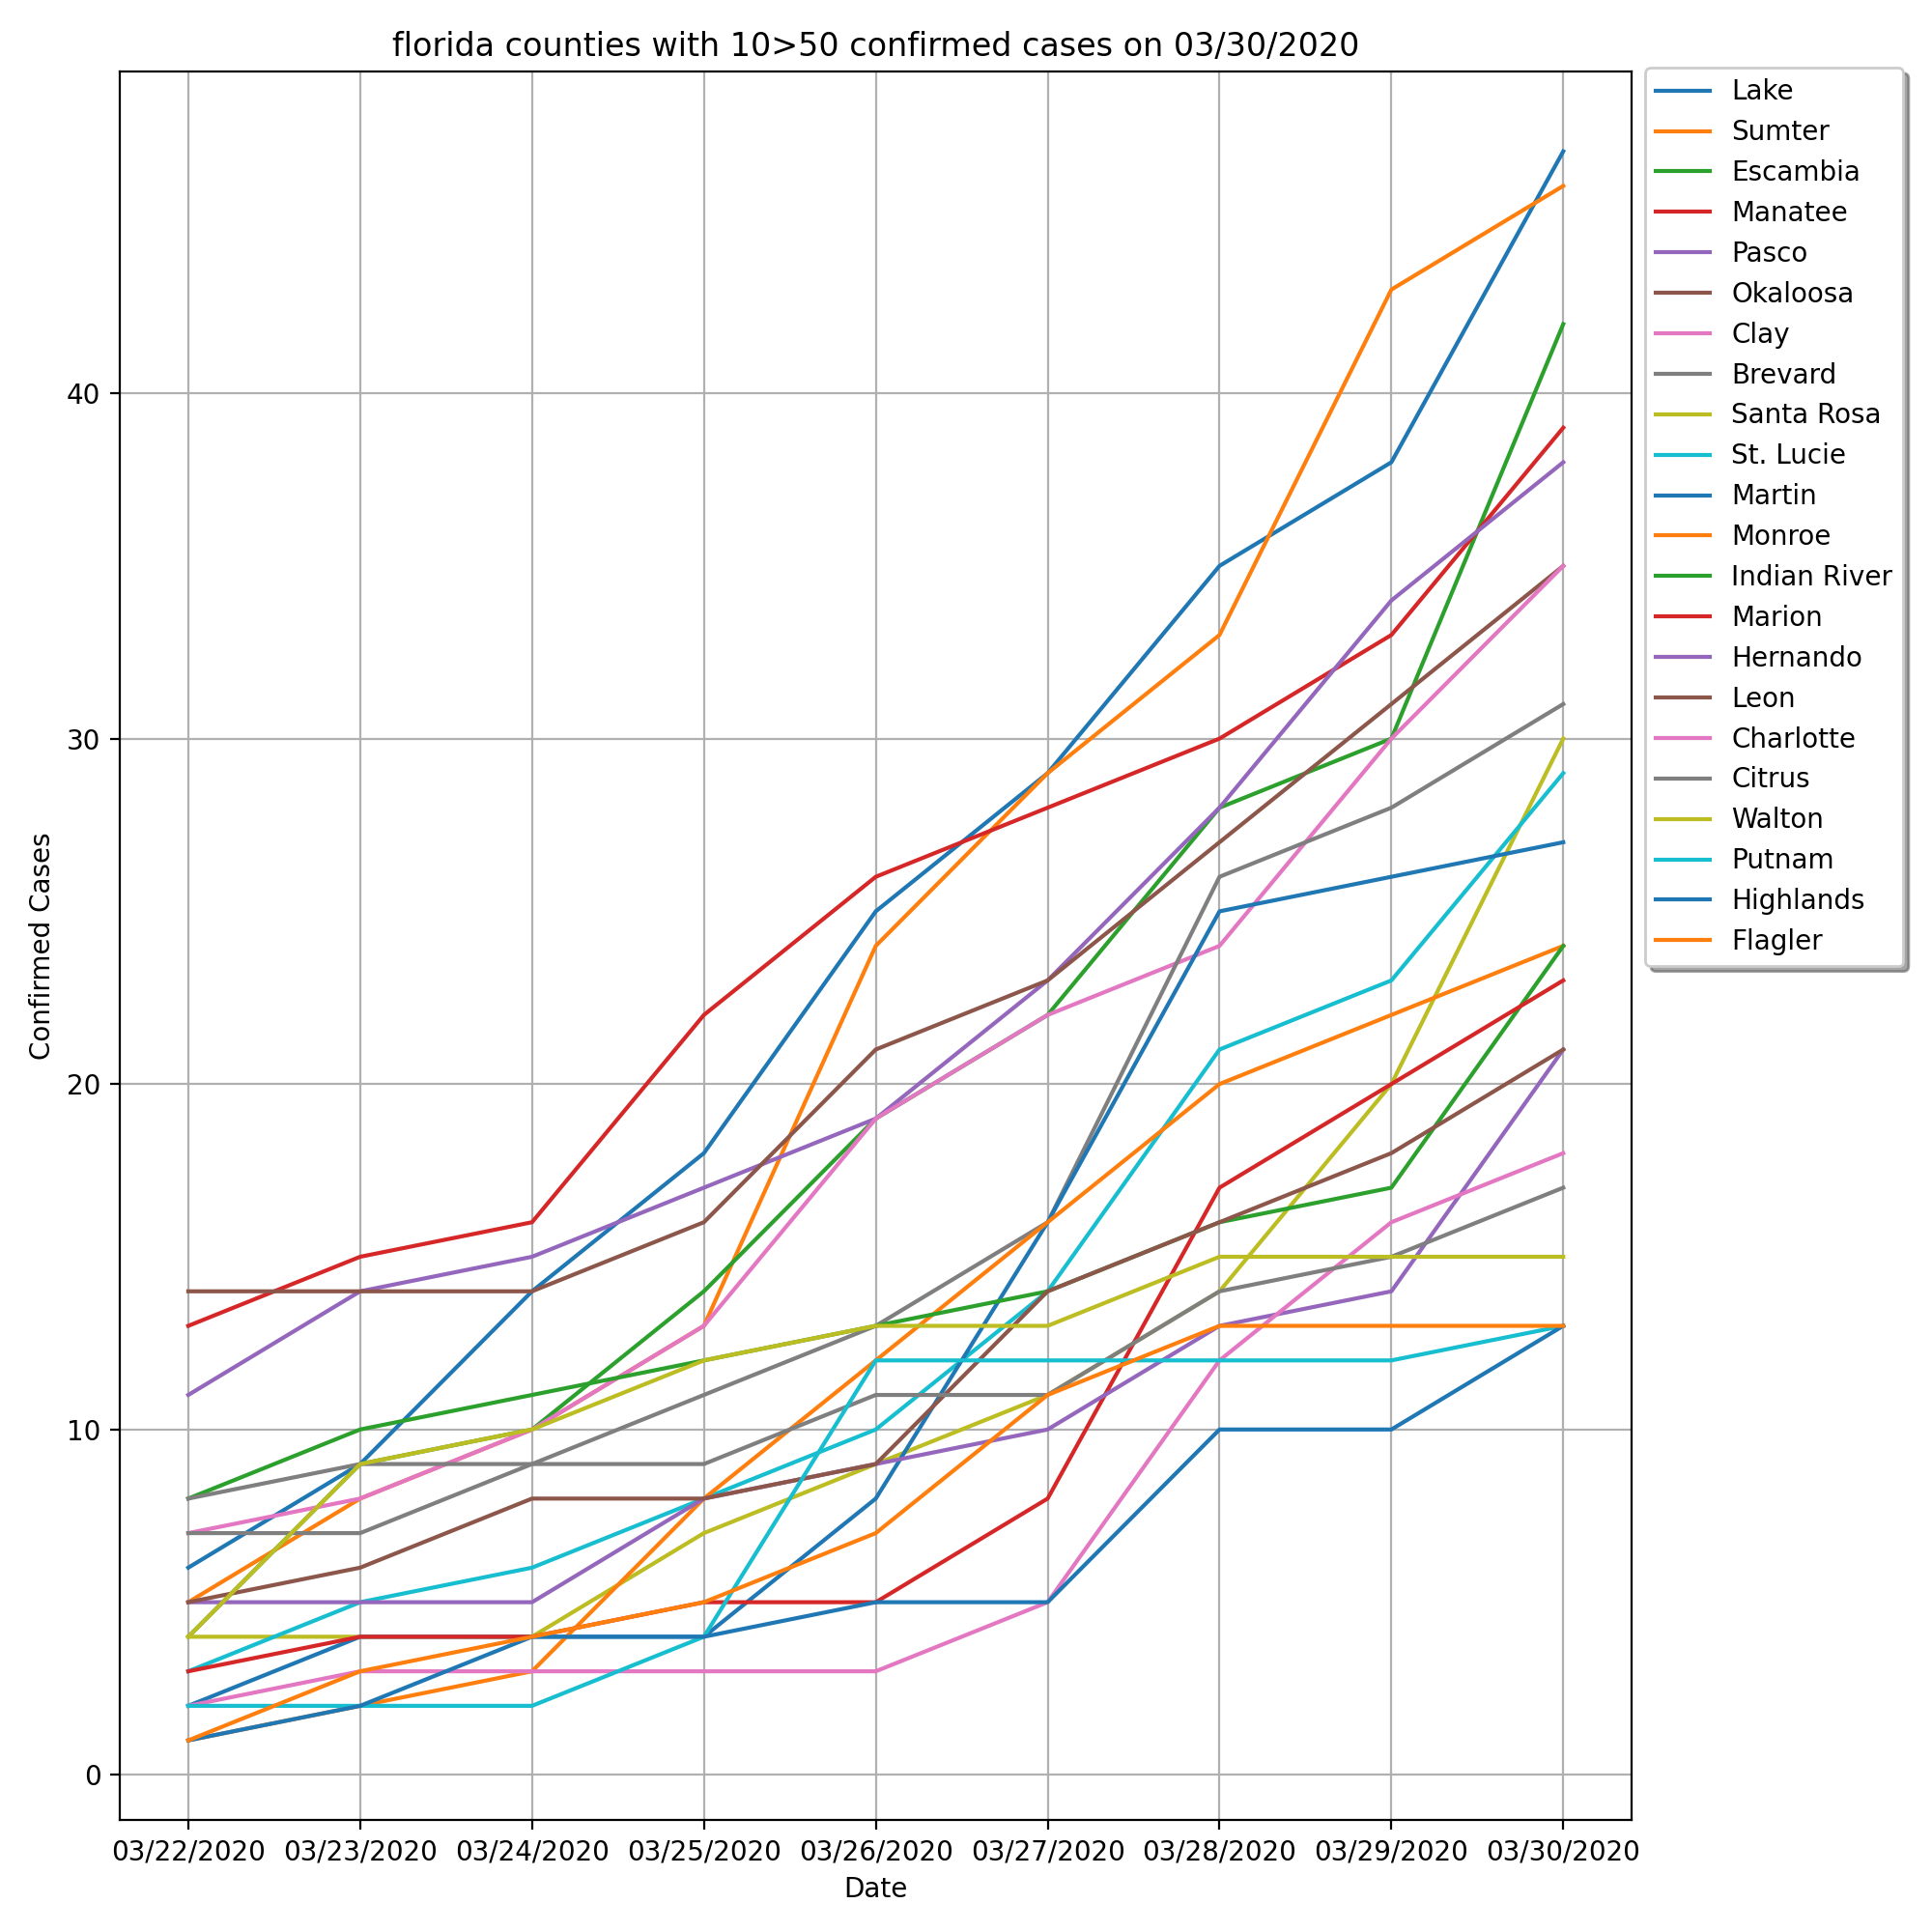 florida counties with 10>50 confirmed cases on 03/30/2020
Lake
Sumter
Escambia
Manatee
Pasco
Okaloosa
Clay
Brevard
Santa Rosa
St. Lucie
Martin
Monroe
Indian River
Marion
Hernando
Leon
Charlotte
Citrus
Walton
Putnam
Highlands
Flagler
Confirmed Cases
40
30
20
10
0
03/22/2020 03/23/2020 03/24/2020 03/25/2020 03/26/2020 03/27/2020 03/28/2020 03/29/2020 03/30/2020
Date